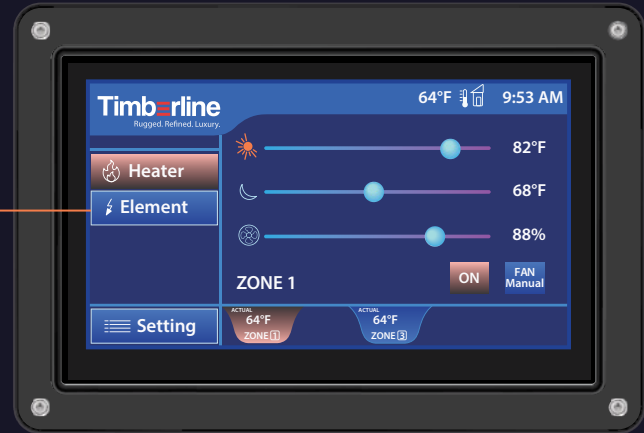 Timberline
Rugged. Refined. Luxury.
64°F
9:53 AM
82°F
Heater
68°F
Element
88%
ZONE 1
ON
FAN
Manual
Setting
ACTUAL
64°F
ZONE 1
ACTUAL
64°F
ZONE 3